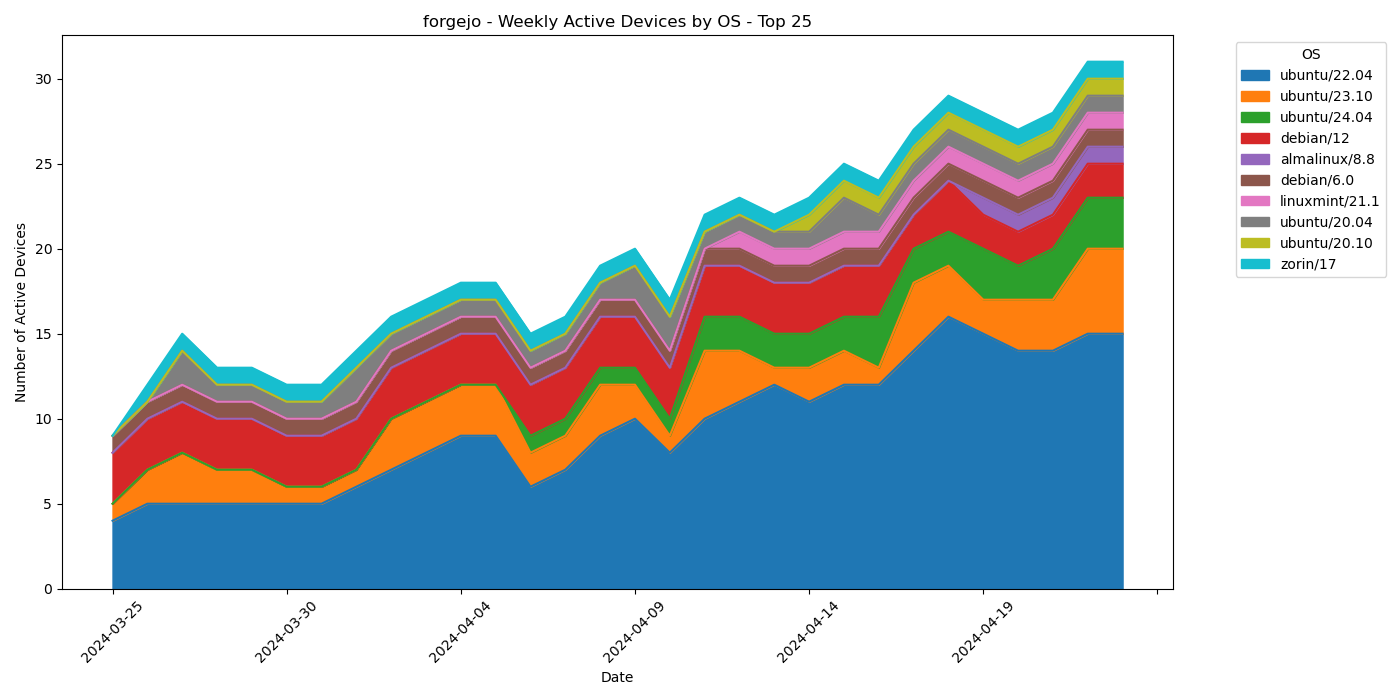 forgejo - Weekly Active Devices by OS - Top 25
Number of Active Devices
30
25
20
15
10
5
0
2024-03-25
2024-03-30
2024-04-04
2024-04-09
2024-04-14
2024-04-19
Date
OS
ubuntu/22.04
ubuntu/23.10
ubuntu/24.04
debian/12
almalinux/8.8
debian/6.0
linuxmint/21.1
ubuntu/20.04
ubuntu/20.10
zorin/17